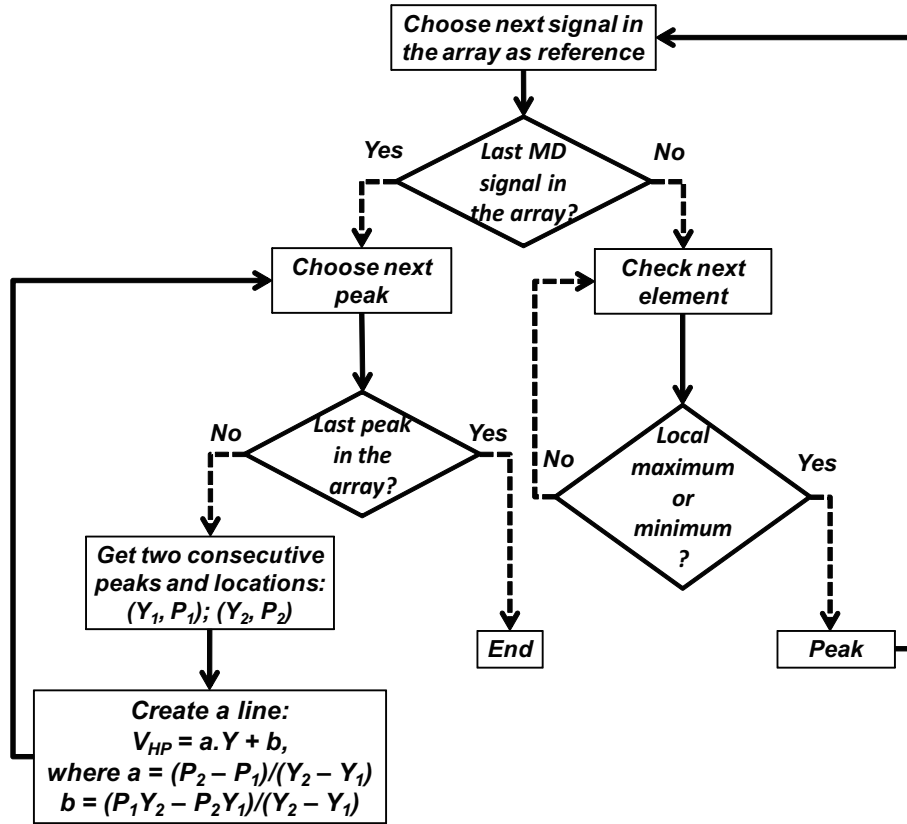 Choose next signal in
the array as reference
Yes
Last MD
signal in
the array?
No
Choose next
peak
Check next
element
No
Last peak
in the
array?
Yes
No
Local
maximum
or
minimum
?
Yes
Get two consecutive
peaks and locations:
(Y₁, P₁); (Y₂, P₂)
End
Peak
Create a line:
V_HP = a.Y + b,
where a = (P₂ – P₁)/(Y₂ – Y₁)
b = (P₁Y₂ – P₂Y₁)/(Y₂ – Y₁)